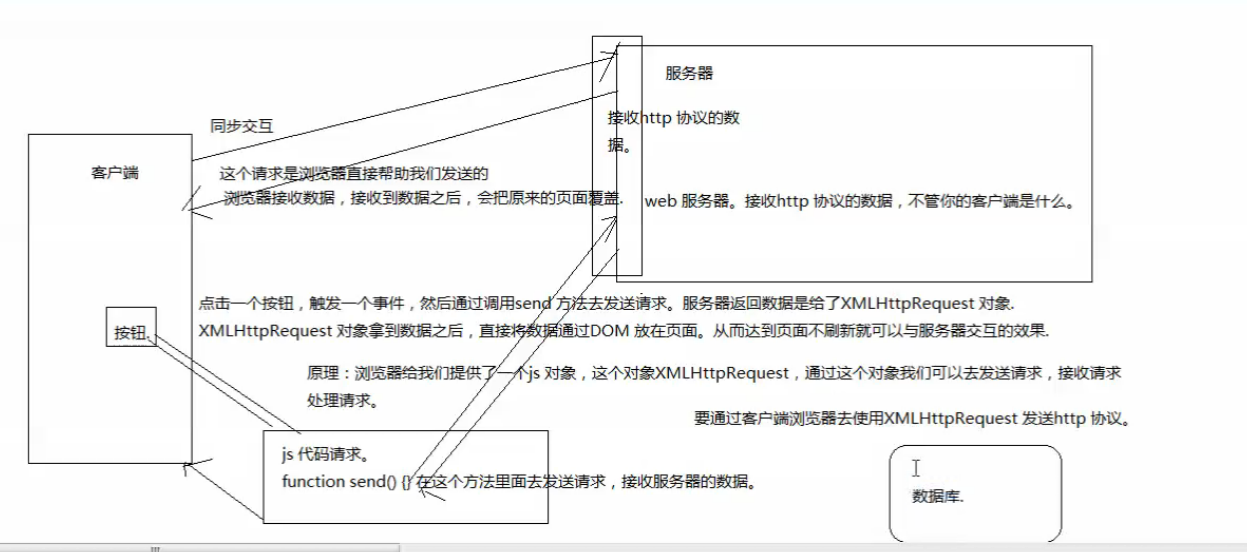 服务器
接收http 协议的数
据。
同步交互
客户端
这个请求是浏览器直接帮助我们发送的
浏览器接收数据，接收到数据之后，会把原来的页面覆盖.
web 服务器。接收http 协议的数据，不管你的客户端是什么。
点击一个按钮，触发一个事件，然后通过调用send 方法去发送请求。服务器返回数据是给了XMLHttpRequest 对象.
XMLHttpRequest 对象拿到数据之后，直接将数据通过DOM 放在页面。从而达到页面不刷新就可以与服务器交互的效果.
按钮.
原理：浏览器给我们提供了一个js 对象，这个对象XMLHttpRequest，通过这个对象我们可以去发送请求，接收请求
处理请求。
要通过客户端浏览器去使用XMLHttpRequest 发送http 协议。
js 代码请求。
function send() {} 在这个方法里面去发送请求，接收服务器的数据。
数据库.